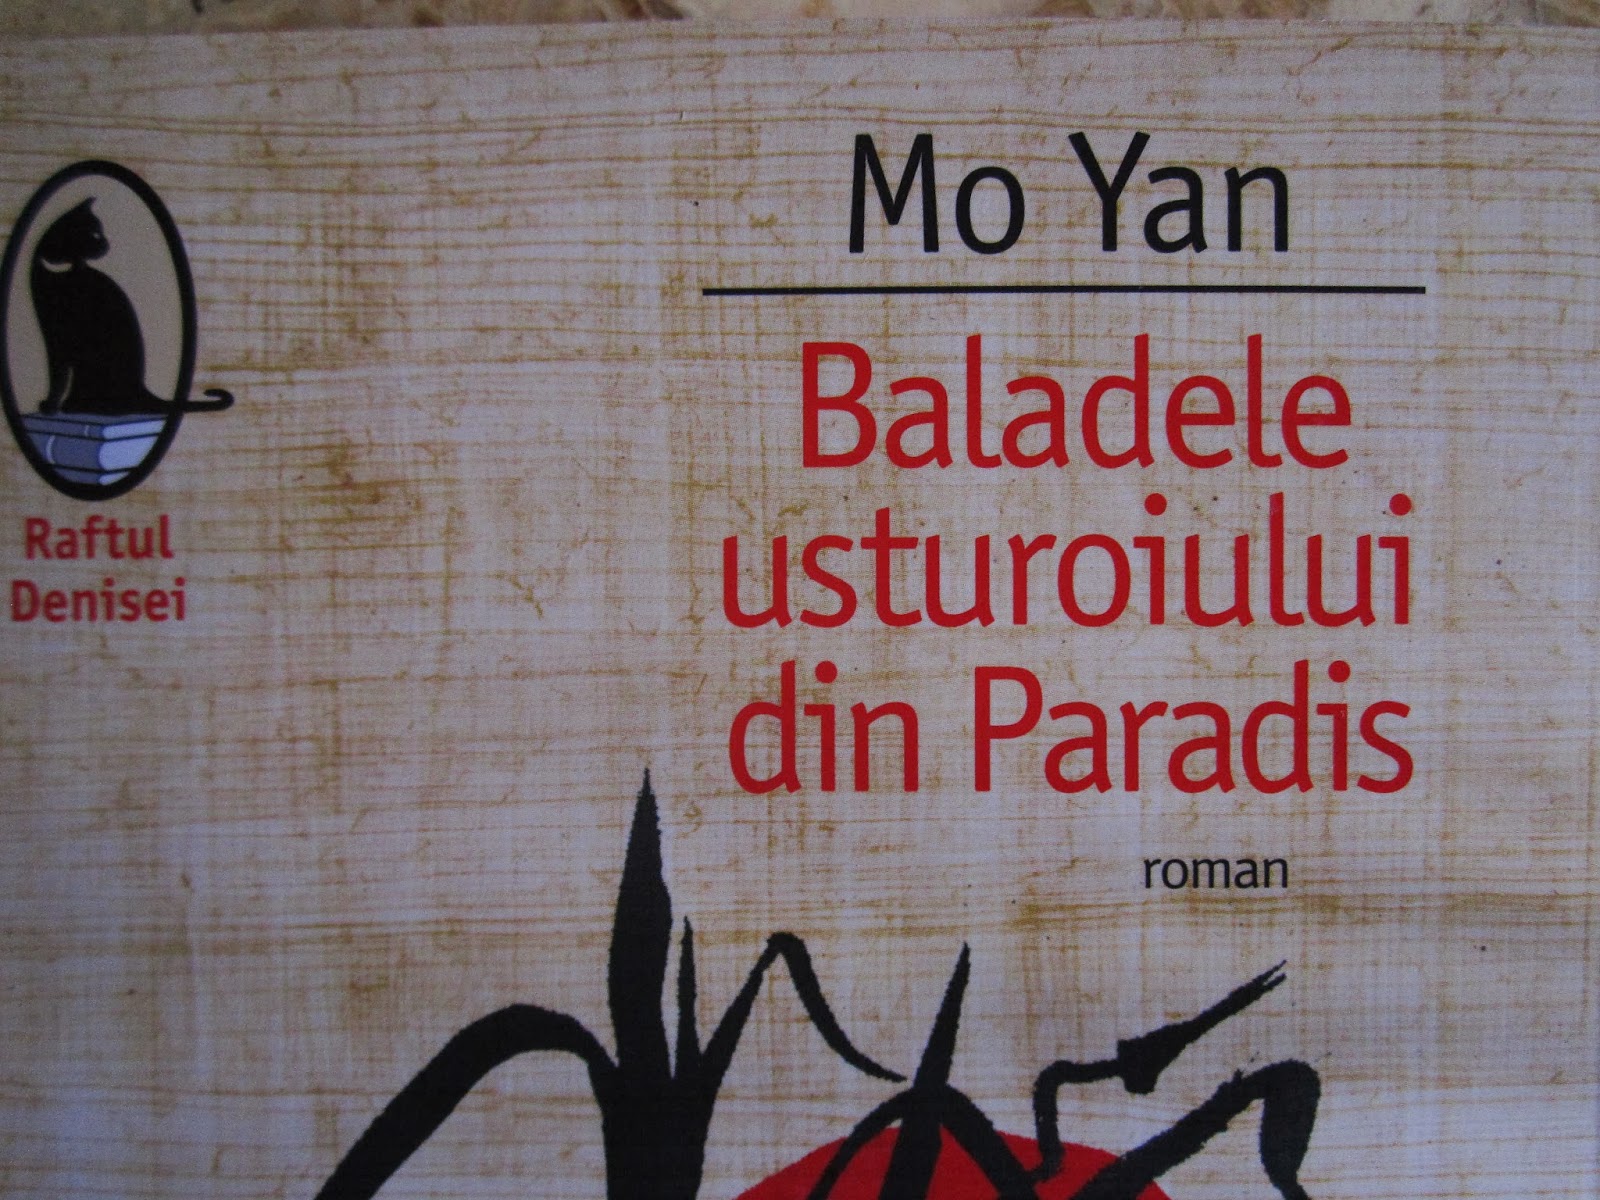 Mo Yan
Baladele
usturoiului
din Paradis
roman
Raftul
Denisei